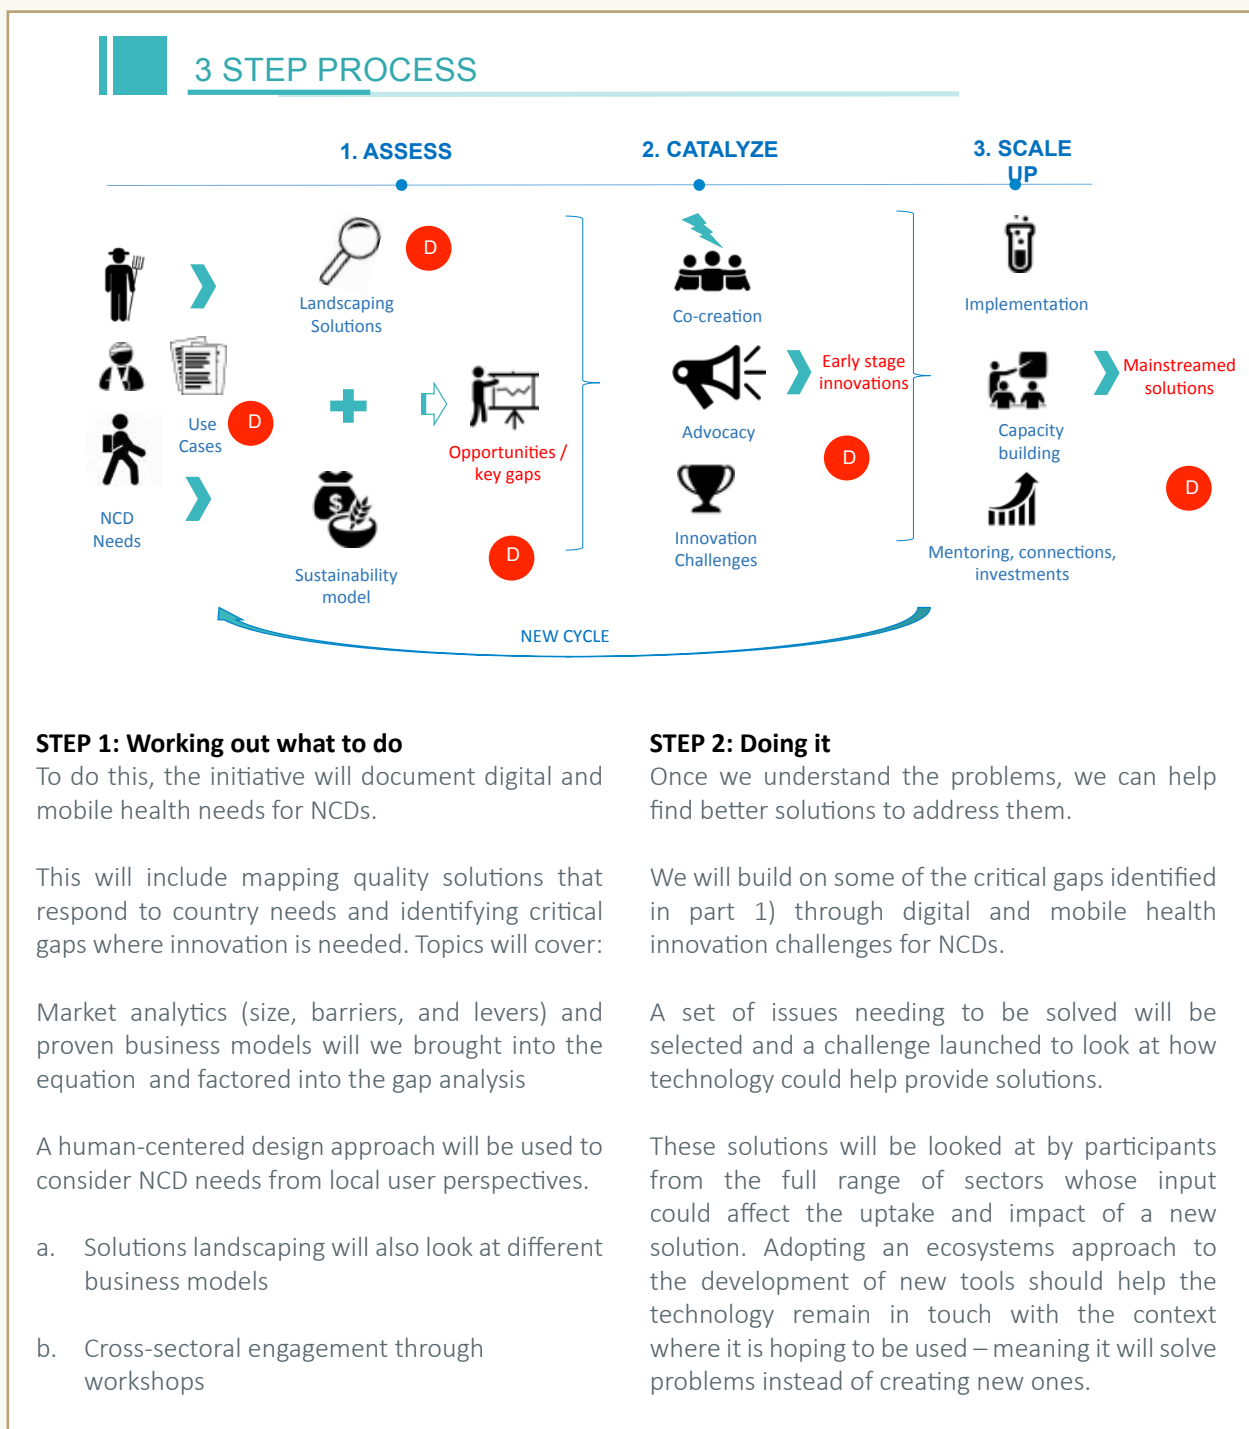 3 STEP PROCESS
1. ASSESS
2. CATALYZE
3. SCALE
UP
D
Landscaping
Solutions
Use
Cases
D
NCD
Needs
Opportunities /
key gaps
D
$
Sustainability
model
Co-creation
Advocacy
Innovation
Challenges
Early stage
innovations
D
Implementation
Capacity
building
Mentoring, connections,
investments
Mainstreamed
solutions
D
NEW CYCLE
STEP 1: Working out what to do
To do this, the initiative will document digital and
mobile health needs for NCDs.
This will include mapping quality solutions that
respond to country needs and identifying critical
gaps where innovation is needed. Topics will cover:
Market analytics (size, barriers, and levers) and
proven business models will we brought into the
equation  and factored into the gap analysis
A human-centered design approach will be used to
consider NCD needs from local user perspectives.
a. Solutions landscaping will also look at different
business models
b. Cross-sectoral engagement through
workshops
STEP 2: Doing it
Once we understand the problems, we can help
find better solutions to address them.
We will build on some of the critical gaps identified
in part 1) through digital and mobile health
innovation challenges for NCDs.
A set of issues needing to be solved will be
selected and a challenge launched to look at how
technology could help provide solutions.
These solutions will be looked at by participants
from the full range of sectors whose input
could affect the uptake and impact of a new
solution. Adopting an ecosystems approach to
the development of new tools should help the
technology remain in touch with the context
where it is hoping to be used – meaning it will solve
problems instead of creating new ones.